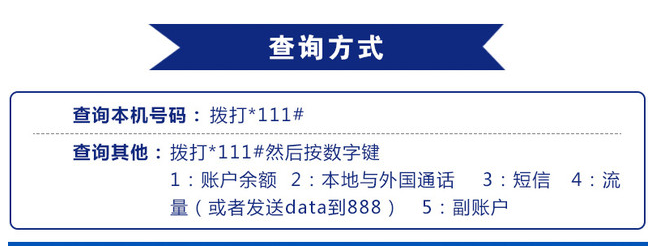 查询方式
查询本机号码：拨打*111#
查询其他：拨打*111#然后按数字键
1：账户余额 2：本地与外国通话 3：短信 4：流
量（或者发送data到888） 5：副账户